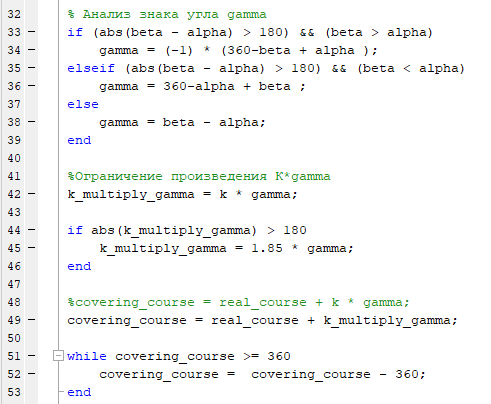 32 % Анализ знака угла gamma
33 – if (abs(beta - alpha) > 180) && (beta > alpha)
34 – gamma = (-1) * (360-beta + alpha );
35 – elseif (abs(beta - alpha) > 180) && (beta < alpha)
36 – gamma = 360-alpha + beta ;
37 else
38 – gamma = beta - alpha;
39 end
40
41 %Ограничение произведения K*gamma
42 – k_multiply_gamma = k * gamma;
43
44 – if abs(k_multiply_gamma) > 180
45 – k_multiply_gamma = 1.85 * gamma;
46 end
47
48 %covering_course = real_course + k * gamma;
49 – covering_course = real_course + k_multiply_gamma;
50
51 – while covering_course >= 360
52 – covering_course = covering_course - 360;
53 end